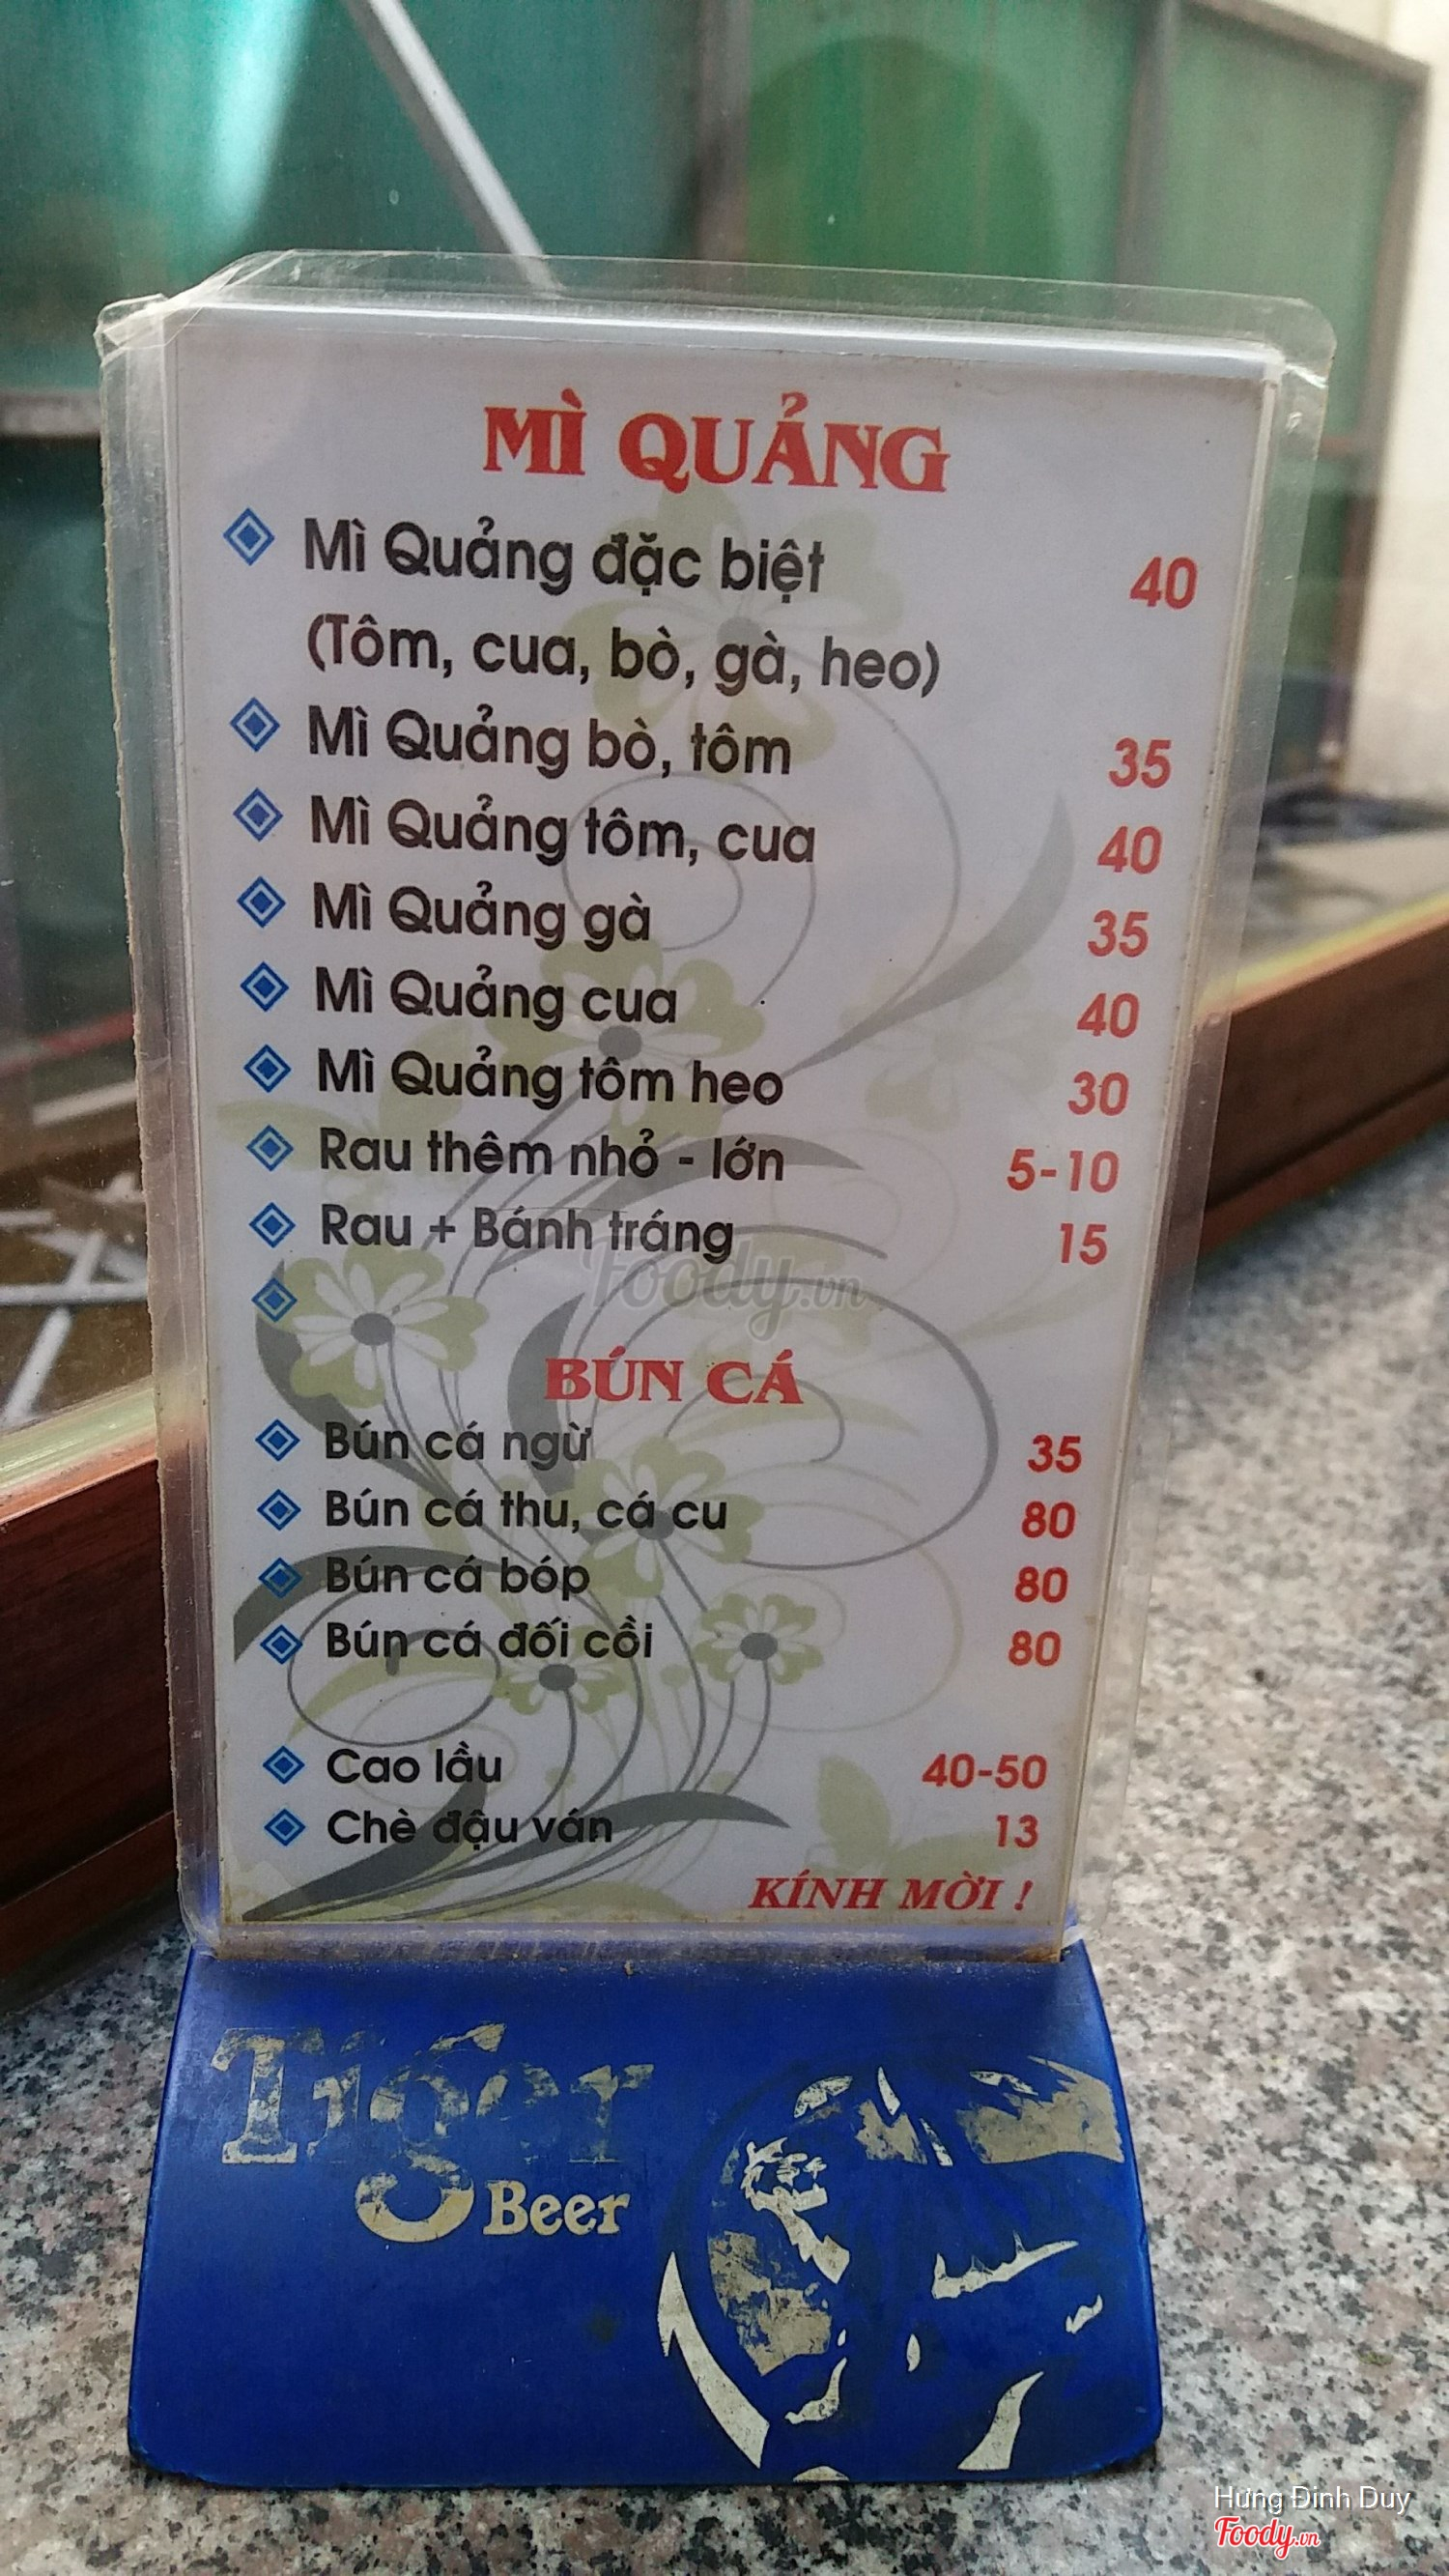 MÌ QUẢNG
Mì Quảng đặc biệt 40
(Tôm, cua, bò, gà, heo)
Mì Quảng bò, tôm 35
Mì Quảng tôm, cua 40
Mì Quảng gà 35
Mì Quảng cua 40
Mì Quảng tôm heo 30
Rau thêm nhỏ - lớn 5-10
Rau + Bánh tráng 15
Foody.vn
BÚN CÁ
Bún cá ngừ 35
Bún cá thu, cá cu 80
Bún cá bóp 80
Bún cá đối cồi 80
Cao lầu 40-50
Chè đậu ván 13
KÍNH MỜI !
Tiger
Beer
Hưng Đinh Duy
Foody.vn